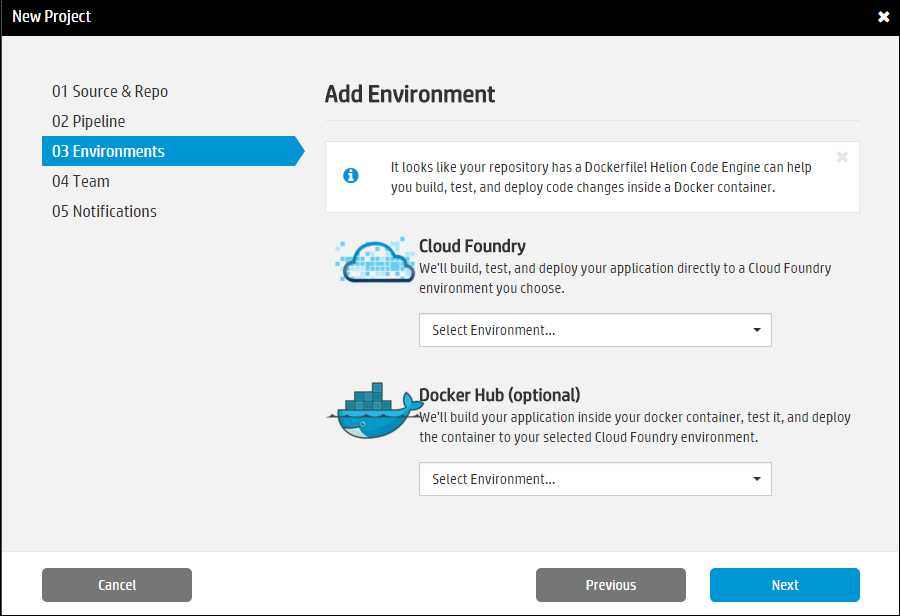 New Project
01 Source & Repo
02 Pipeline
03 Environments
04 Team
05 Notifications
Add Environment
It looks like your repository has a Dockerfile! Helion Code Engine can help
you build, test, and deploy code changes inside a Docker container.
Cloud Foundry
We'll build, test, and deploy your application directly to a Cloud Foundry
environment you choose.
Select Environment...
Docker Hub (optional)
We'll build your application inside your docker container, test it, and deploy
the container to your selected Cloud Foundry environment.
Select Environment...
Cancel
Previous
Next